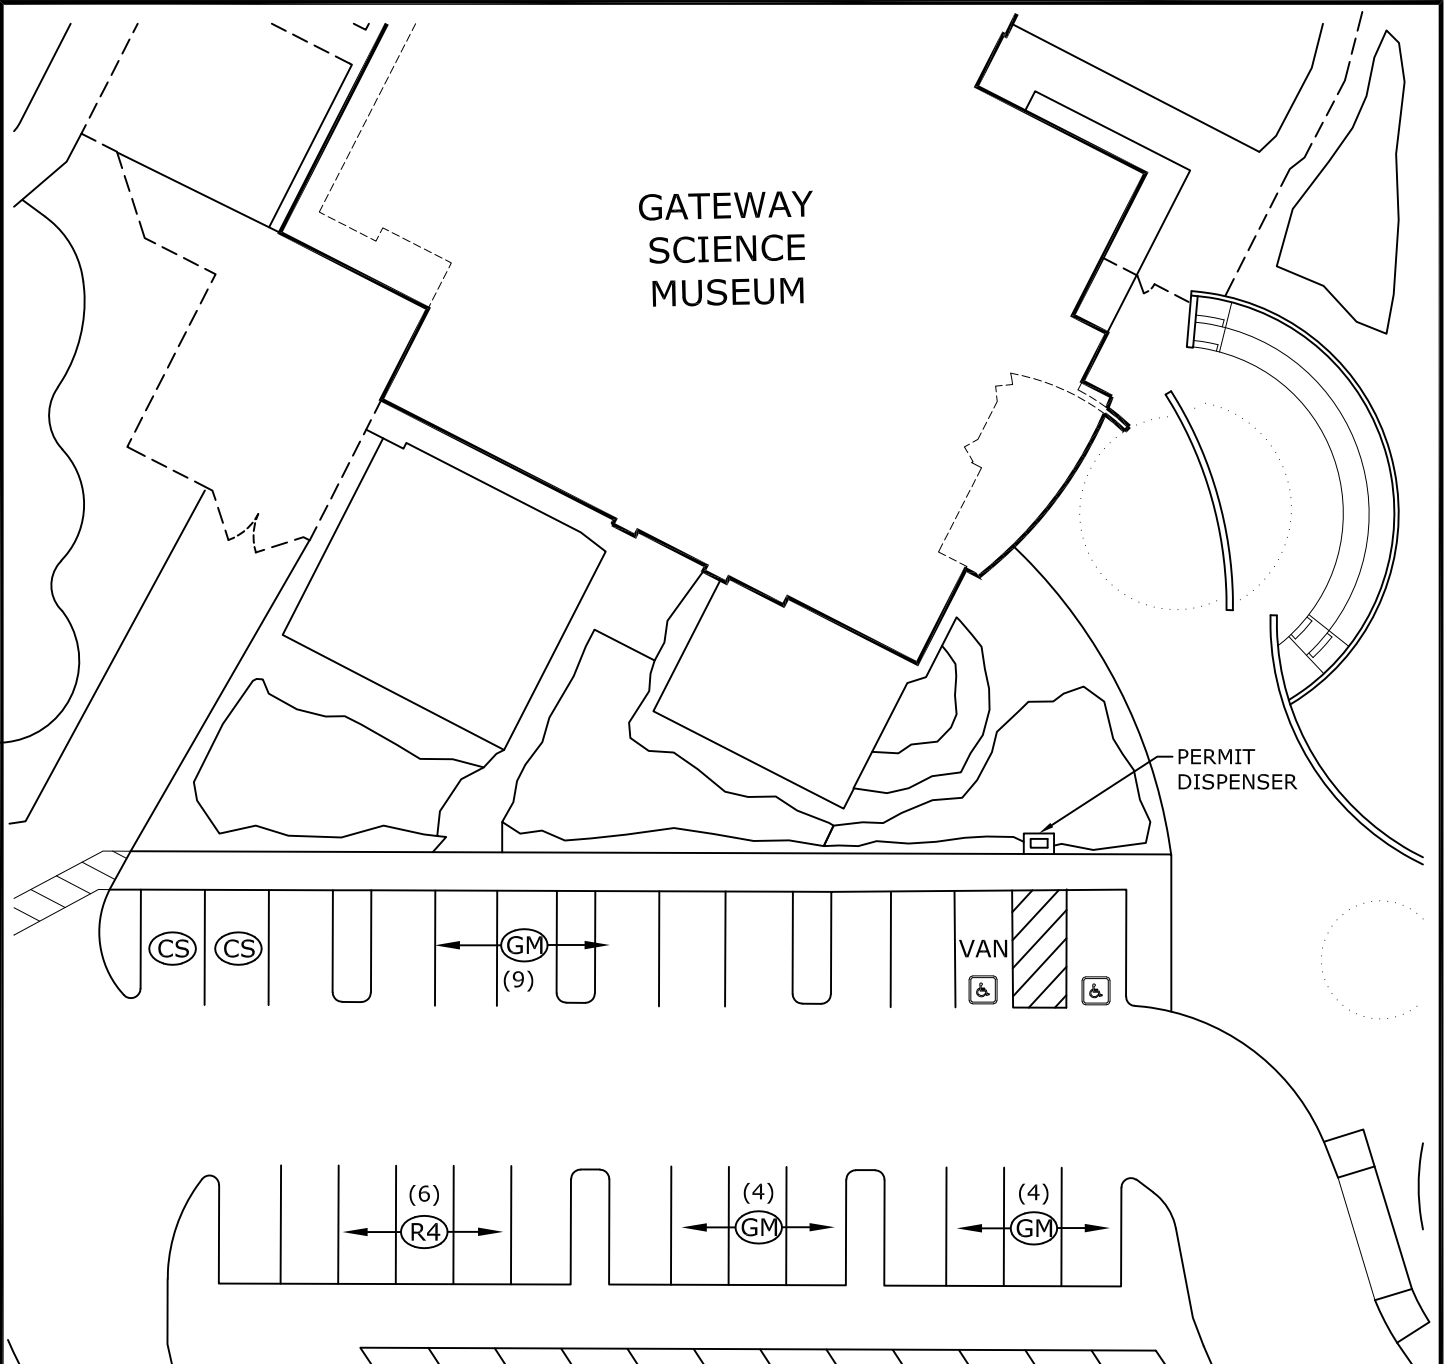 GATEWAY
SCIENCE
MUSEUM
PERMIT
DISPENSER
CS
CS
GM
(9)
VAN
(6)
R4
(4)
GM
(4)
GM